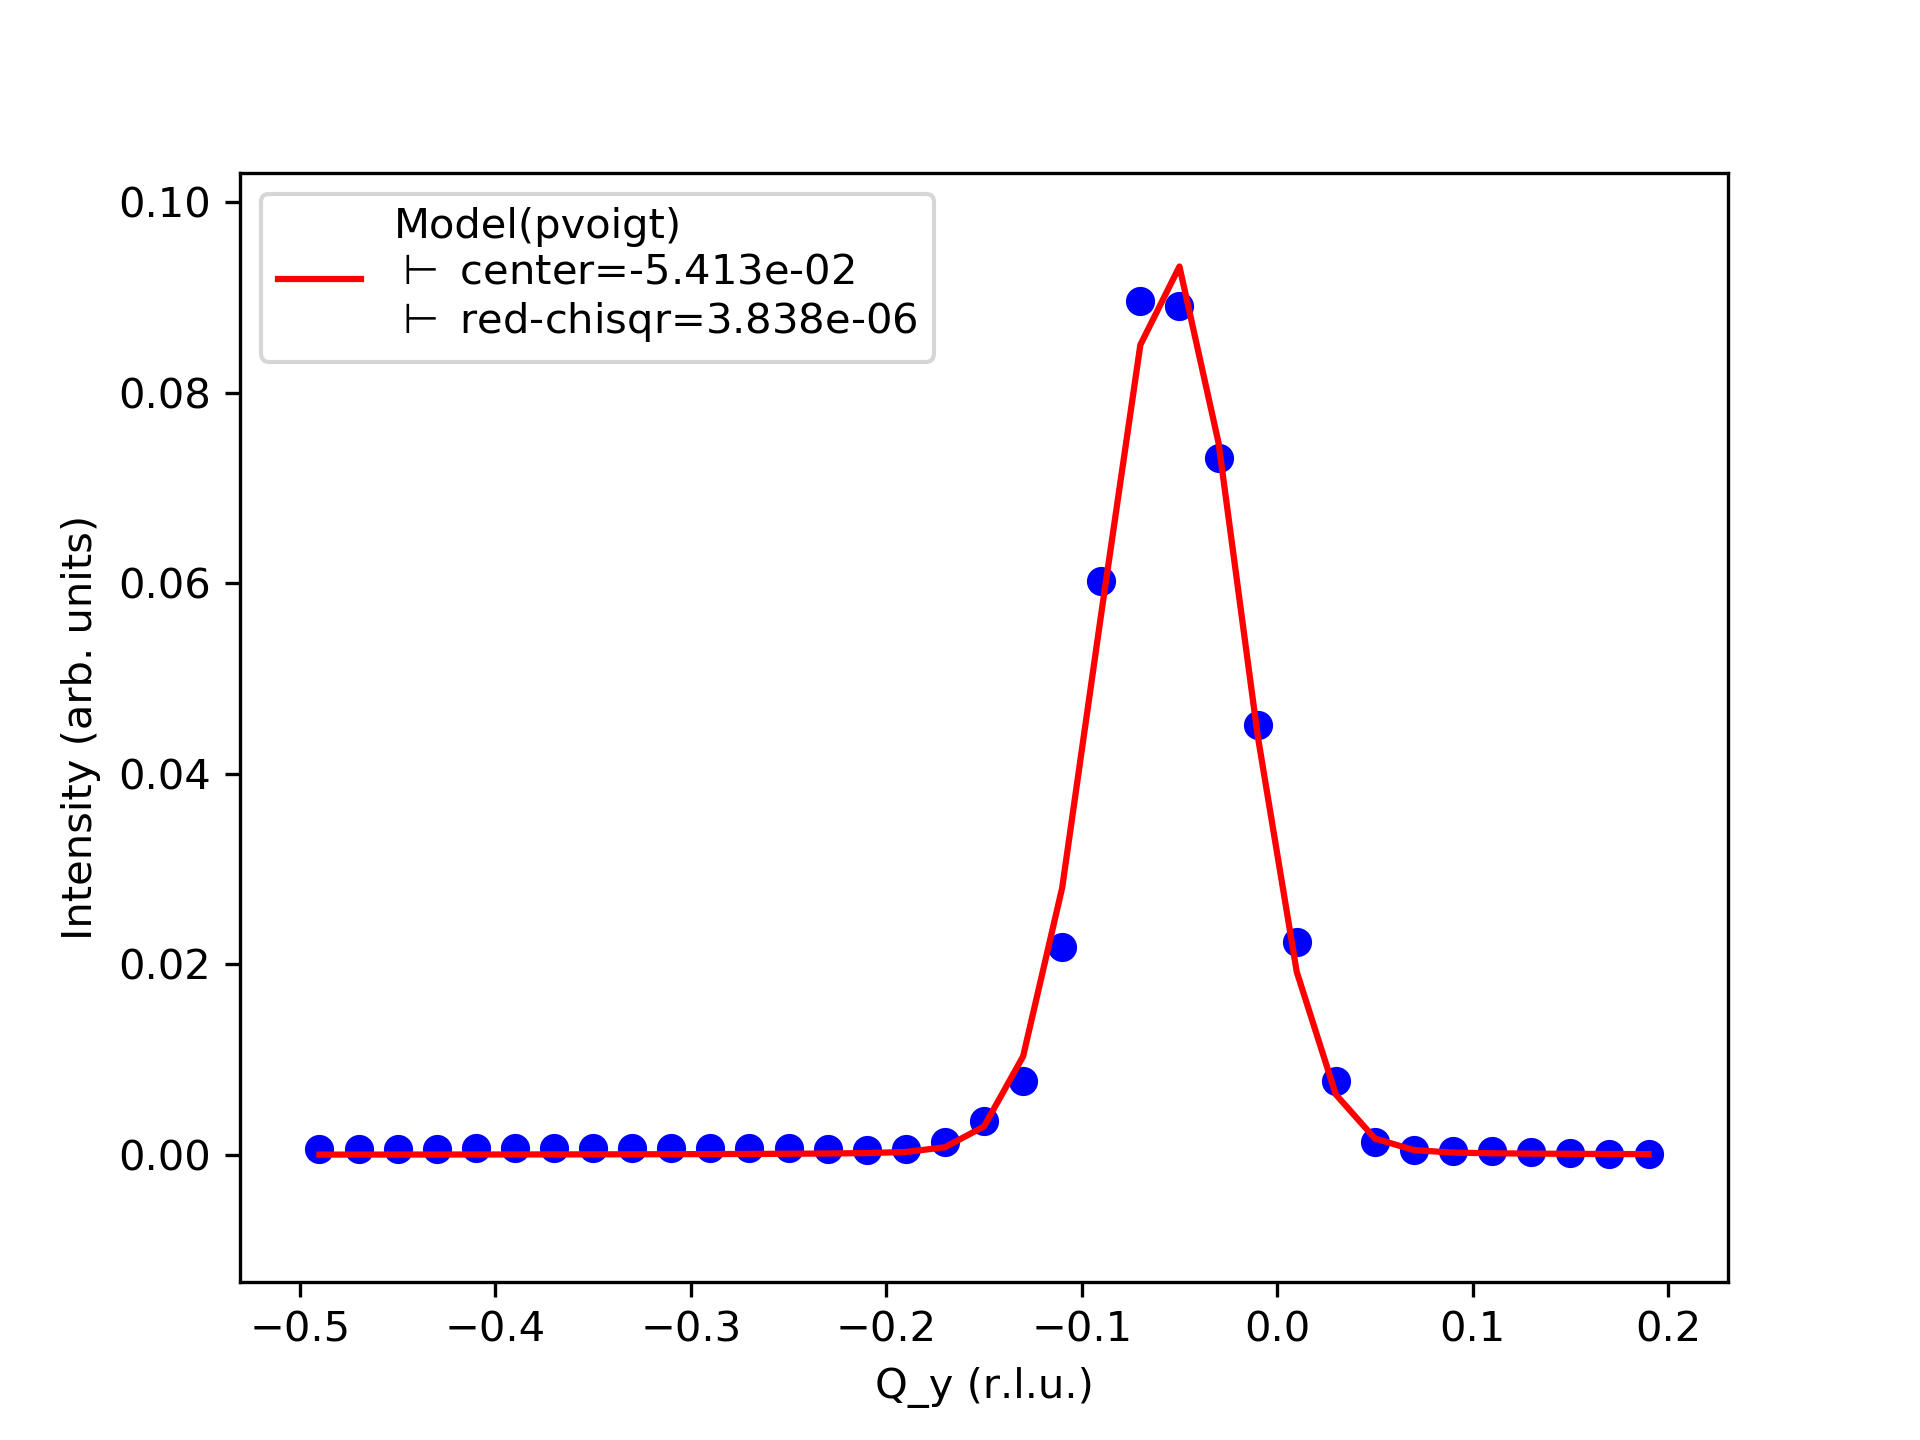 Model(pvoigt)
⊢ center=-5.413e-02
⊢ red-chisqr=3.838e-06
0.10
0.08
0.06
0.04
0.02
0.00
Intensity (arb. units)
−0.5 −0.4 −0.3 −0.2 −0.1 0.0 0.1 0.2
Q_y (r.l.u.)